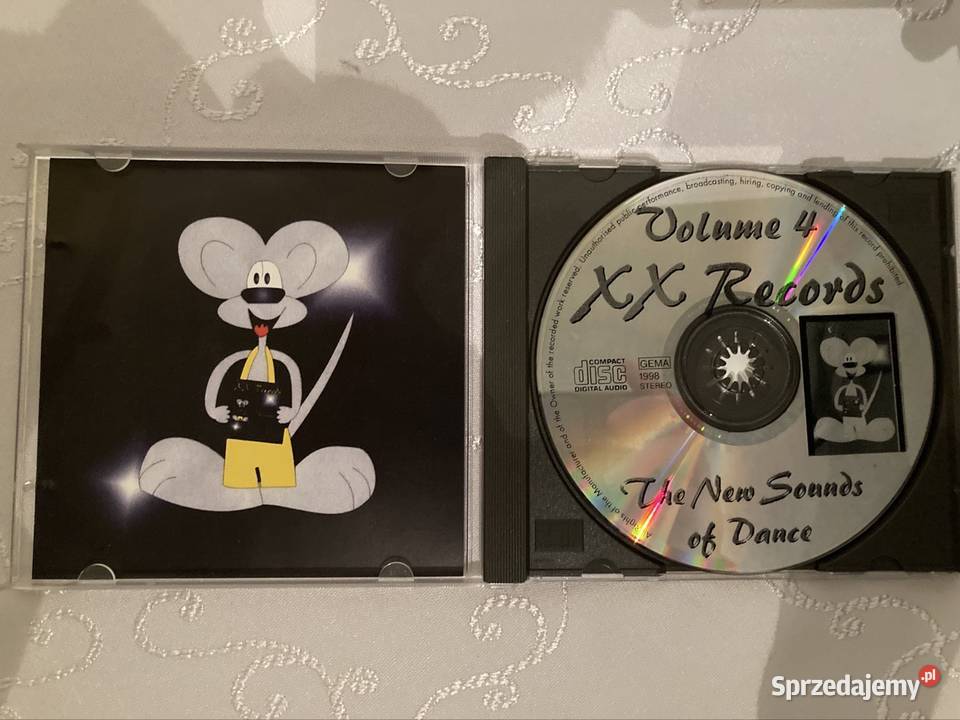 Volume 4
XX Records
COMPACT
disc
DIGITAL AUDIO
GEMA
1998
STEREO
The New Sounds
of Dance
All rights of the Manufacturer and of the Owner of the recorded work reserved. Unauthorised public performance, broadcasting, hiring, copying and lending of this record prohibited
Sprzedajemy.pl